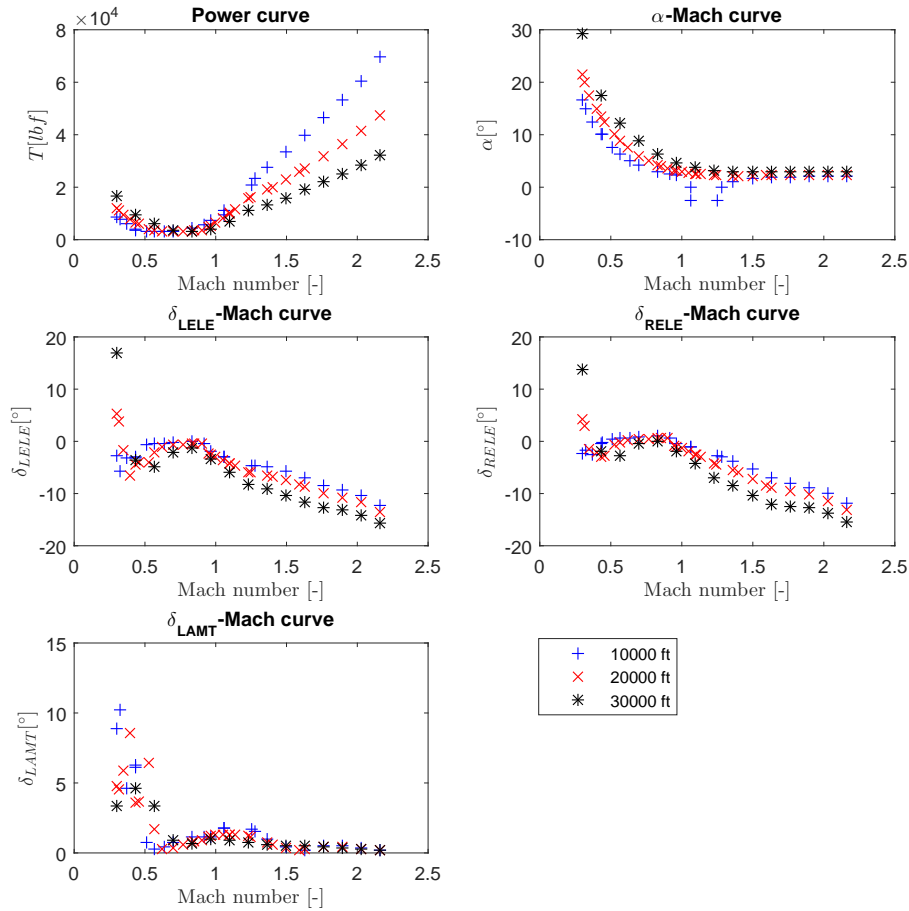 Power curve
×10⁴
8
6
4
2
0
T[lbf]
0 0.5 1 1.5 2 2.5
Mach number [-]
α-Mach curve
30
20
10
0
-10
α[°]
0 0.5 1 1.5 2 2.5
Mach number [-]
δLELE-Mach curve
20
10
0
-10
-20
δLELE[°]
0 0.5 1 1.5 2 2.5
Mach number [-]
δRELE-Mach curve
20
10
0
-10
-20
δRELE[°]
0 0.5 1 1.5 2 2.5
Mach number [-]
δLAMT-Mach curve
15
10
5
0
δLAMT[°]
0 0.5 1 1.5 2 2.5
Mach number [-]
10000 ft
20000 ft
30000 ft